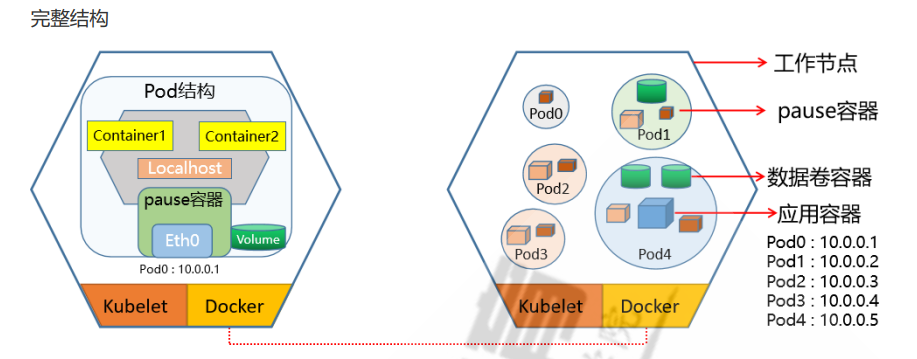 完整结构
Pod结构
Container1
Container2
Localhost
pause容器
Eth0
Volume
Pod0 : 10.0.0.1
Kubelet
Docker
Pod0
Pod1
Pod2
Pod3
Pod4
Kubelet
Docker
工作节点
pause容器
数据卷容器
应用容器
Pod0 : 10.0.0.1
Pod1 : 10.0.0.2
Pod2 : 10.0.0.3
Pod3 : 10.0.0.4
Pod4 : 10.0.0.5